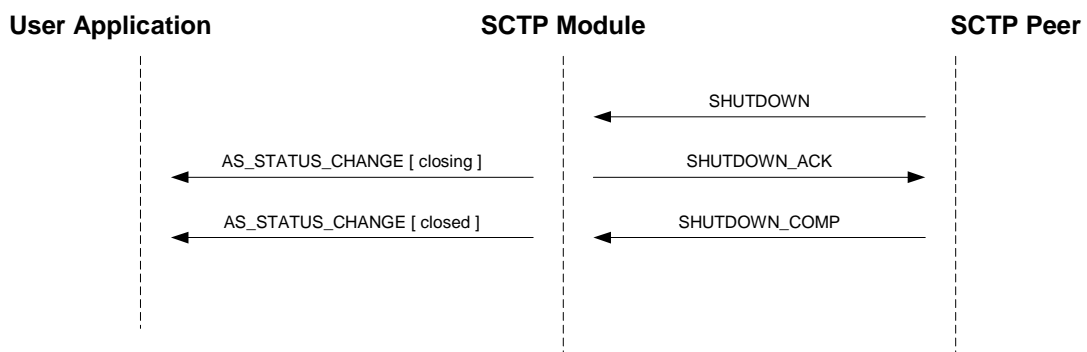 User Application
SCTP Module
SCTP Peer
SHUTDOWN
AS_STATUS_CHANGE [ closing ]
SHUTDOWN_ACK
AS_STATUS_CHANGE [ closed ]
SHUTDOWN_COMP